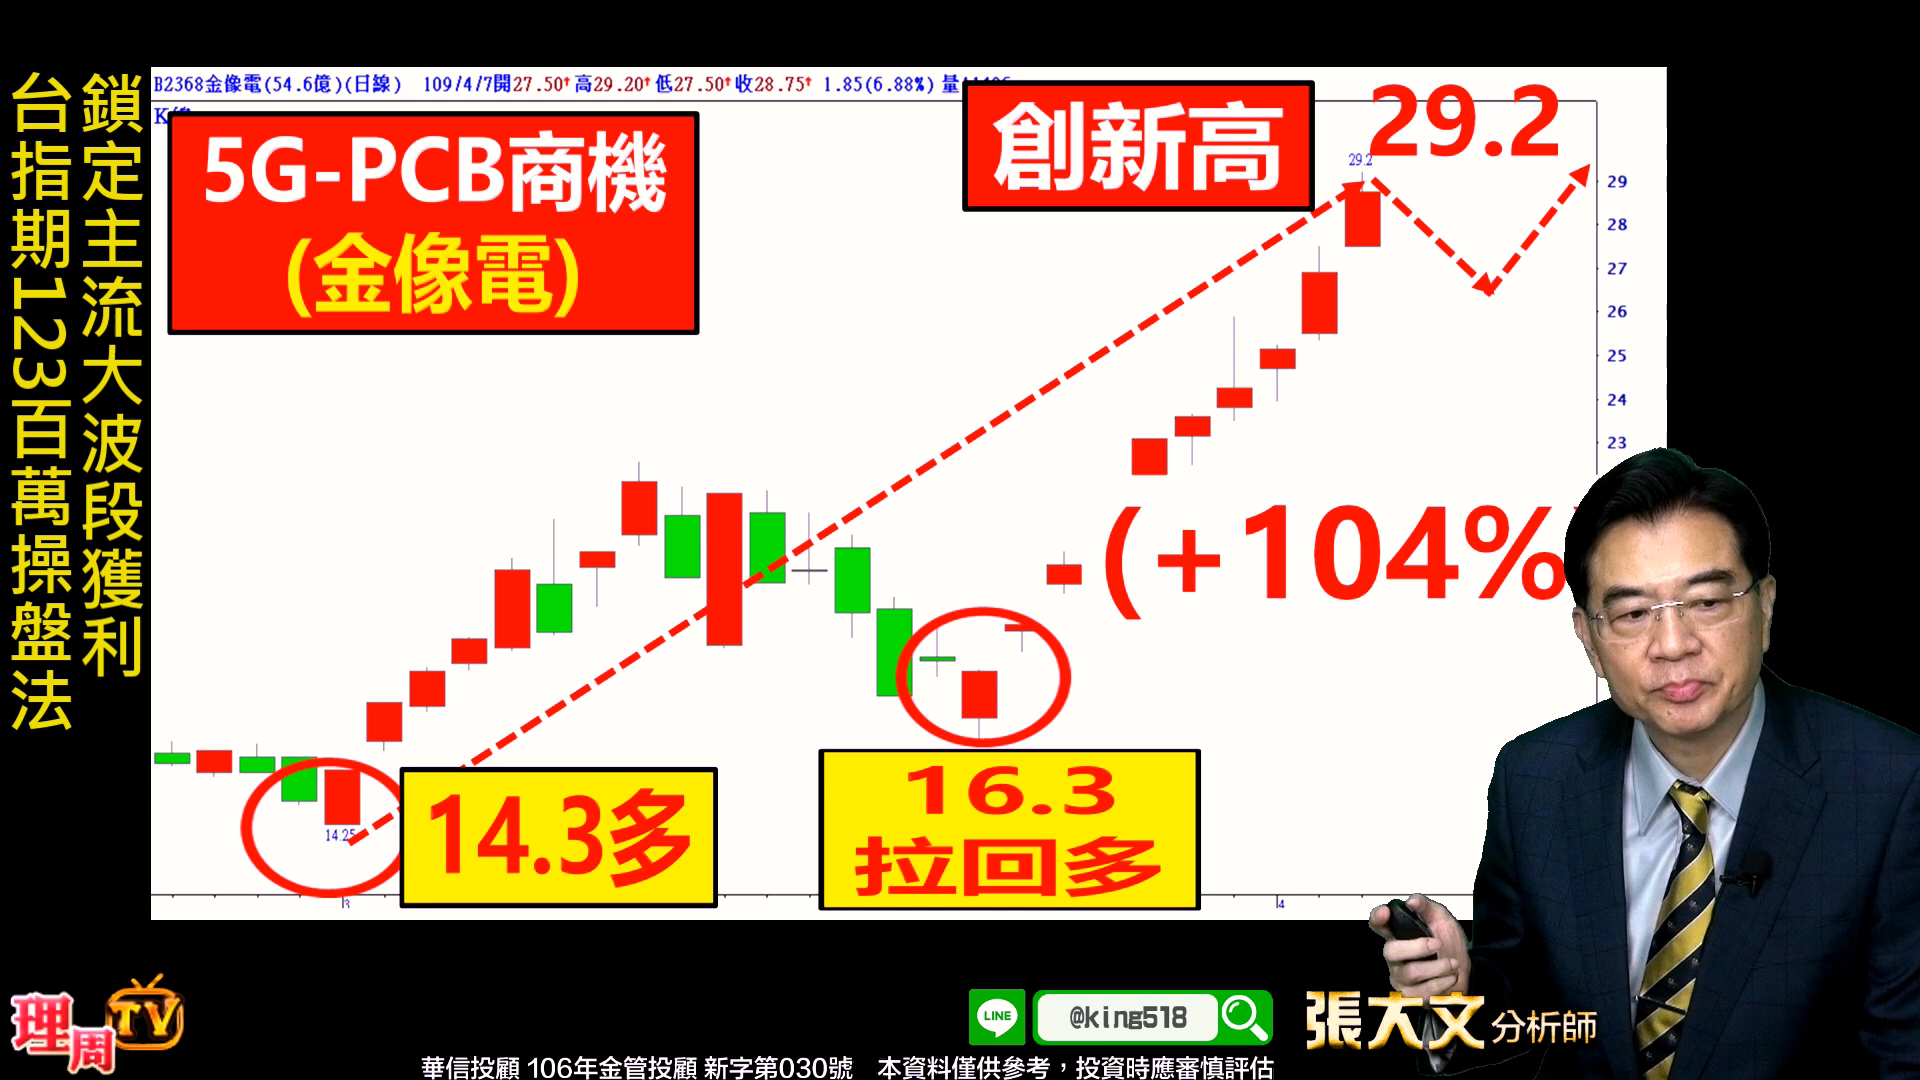 鎖定主流大波段獲利
台指期123百萬操盤法
B2368金像電(54.6億)(日線) 109/4/7開27.50↑高29.20↑低27.50↑收28.75↑ 1.85(6.88%) 量
5G-PCB商機
(金像電)
創新高
29.2
29.2
29
28
27
26
25
24
23
(+104%
14.25
14.3多
16.3
拉回多
3
4
理周TV
LINE
@king518
張大文 分析師
華信投顧 106年金管投顧 新字第030號 本資料僅供參考，投資時應審慎評估